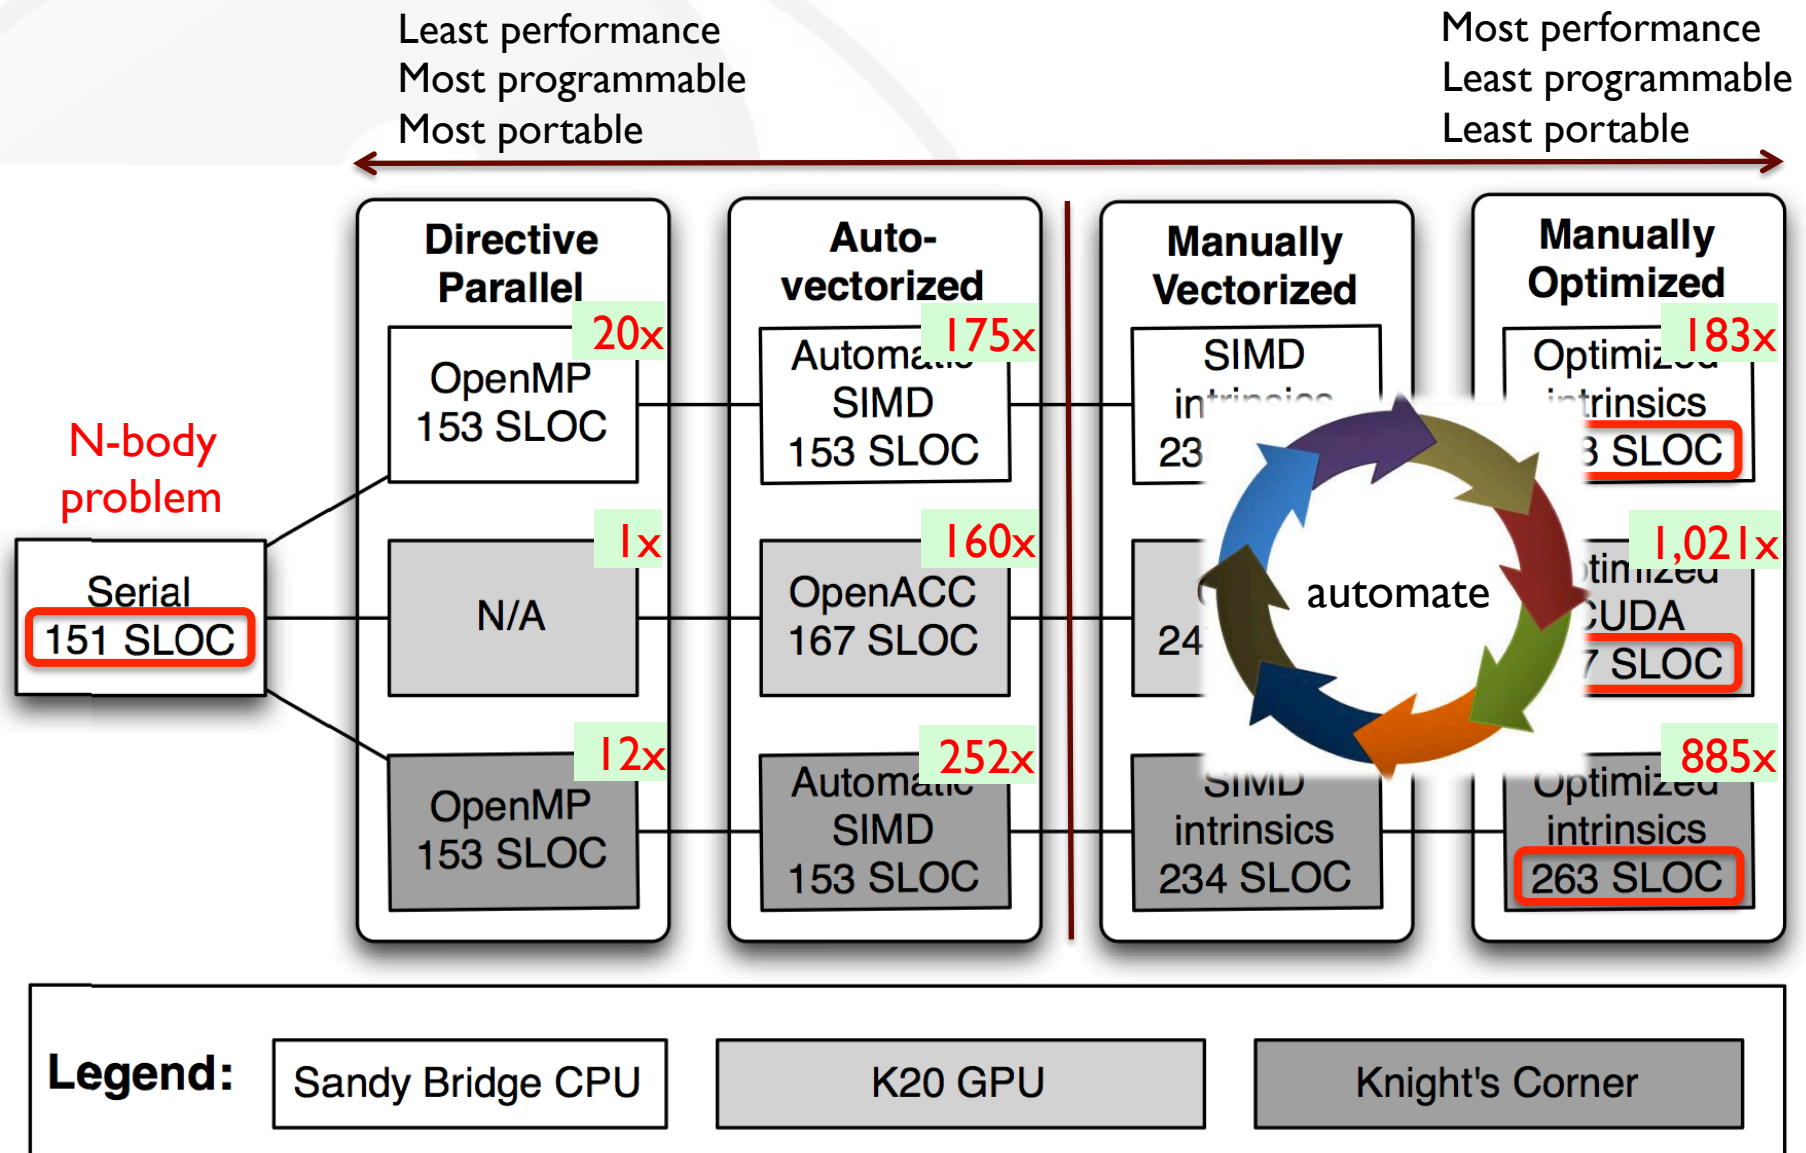 Least performance
Most programmable
Most portable
Most performance
Least programmable
Least portable
Directive
Parallel
Auto-
vectorized
Manually
Vectorized
Manually
Optimized
20x
OpenMP
153 SLOC
175x
SIMD
153 SLOC
SIMD
183x
SLOC
N-body
problem
Serial
151 SLOC
1x
N/A
160x
OpenACC
167 SLOC
automate
1,021x
SLOC
12x
OpenMP
153 SLOC
252x
SIMD
153 SLOC
SIMD
intrinsics
234 SLOC
885x
Optimized
intrinsics
263 SLOC
Legend:
Sandy Bridge CPU
K20 GPU
Knight's Corner